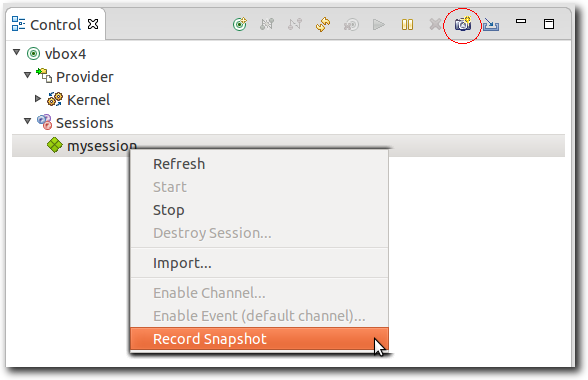 Control
vbox4
Provider
Kernel
Sessions
mysession
Refresh
Start
Stop
Destroy Session...
Import...
Enable Channel...
Enable Event (default channel)...
Record Snapshot